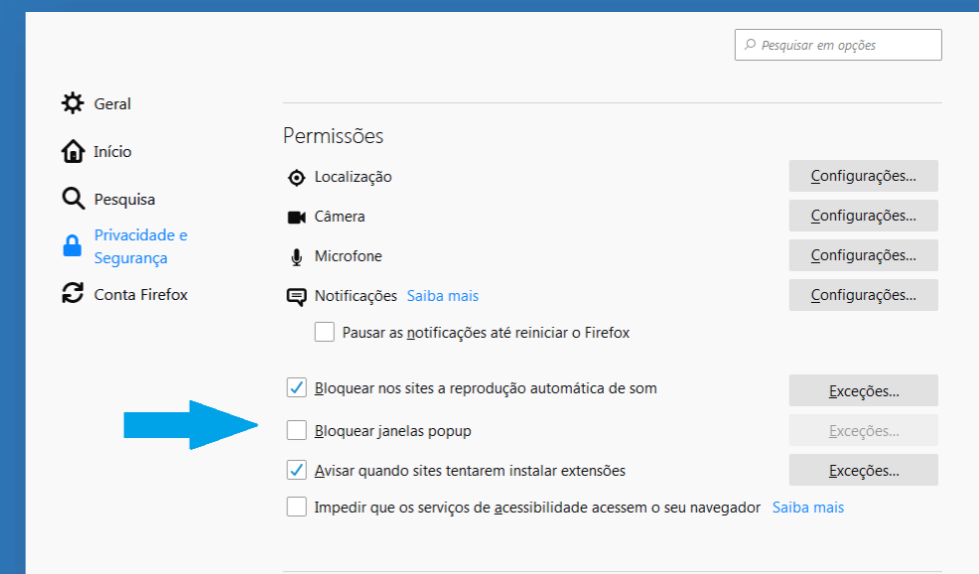 Pesquisar em opções
Geral
Início
Pesquisa
Privacidade e
Segurança
Conta Firefox
Permissões
Localização Configurações...
Câmera Configurações...
Microfone Configurações...
Notificações Saiba mais Configurações...
Pausar as notificações até reiniciar o Firefox
Bloquear nos sites a reprodução automática de som Exceções...
Bloquear janelas popup Exceções...
Avisar quando sites tentarem instalar extensões Exceções...
Impedir que os serviços de acessibilidade acessem o seu navegador Saiba mais